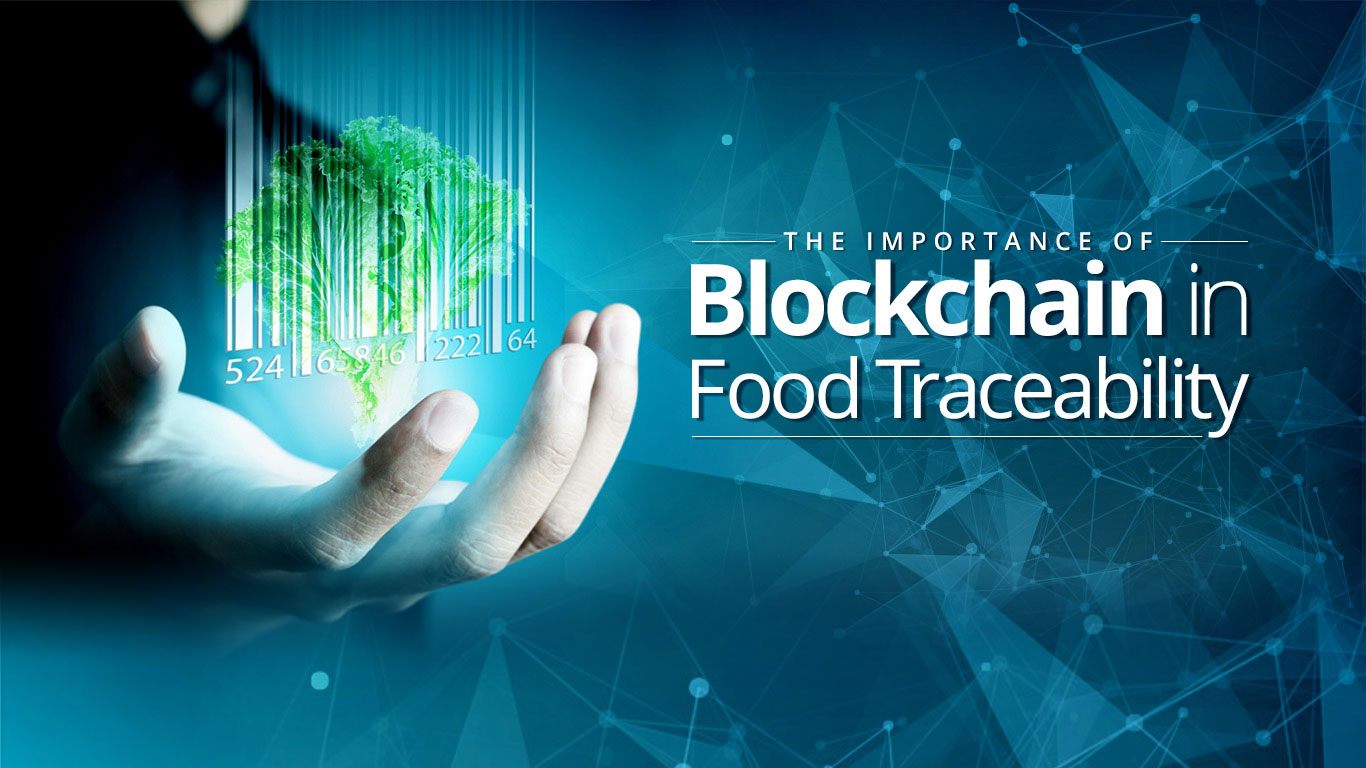 524 65846 222 64
THE IMPORTANCE OF
Blockchain in
Food Traceability